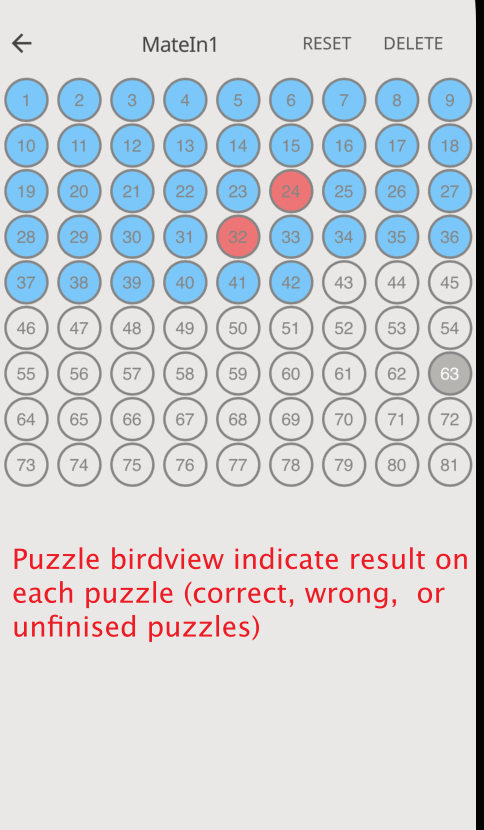 MateIn1 RESET DELETE
1 2 3 4 5 6 7 8 9
10 11 12 13 14 15 16 17 18
19 20 21 22 23 24 25 26 27
28 29 30 31 32 33 34 35 36
37 38 39 40 41 42 43 44 45
46 47 48 49 50 51 52 53 54
55 56 57 58 59 60 61 62 63
64 65 66 67 68 69 70 71 72
73 74 75 76 77 78 79 80 81
Puzzle birdview indicate result on
each puzzle (correct, wrong, or
unfinised puzzles)